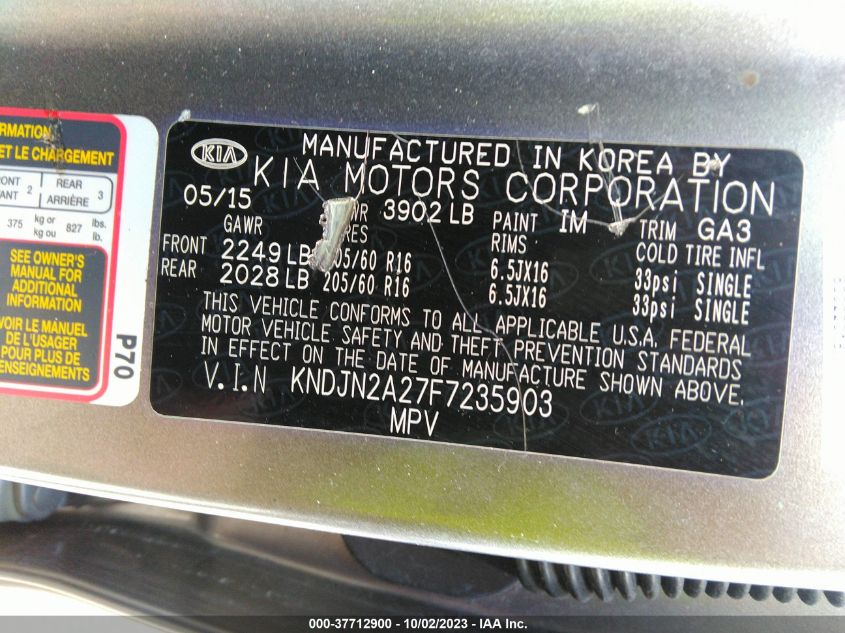 ORMATION
ET LE CHARGEMENT
RONT 2 REAR 3
ANT ARRIÈRE
375 kg or 827 lbs.
kg ou lb.
SEE OWNER'S
MANUAL FOR
ADDITIONAL
INFORMATION
VOIR LE MANUEL
DE L'USAGER
POUR PLUS DE
RENSEIGNEMENTS
P70
KIA
MANUFACTURED IN KOREA BY
KIA MOTORS CORPORATION
05/15 WR 3902 LB PAINT IM TRIM GA3
GAWR RES RIMS COLD TIRE INFL
FRONT 2249 LB 05/60 R16 6.5JX16 33psi SINGLE
REAR 2028 LB 205/60 R16 6.5JX16 33psi SINGLE
THIS VEHICLE CONFORMS TO ALL APPLICABLE U.S.A. FEDERAL
MOTOR VEHICLE SAFETY AND THEFT PREVENTION STANDARDS
IN EFFECT ON THE DATE OF MANUFACTURE SHOWN ABOVE.
V.I.N KNDJN2A27F7235903
MPV
000-37712900 - 10/02/2023 - IAA Inc.